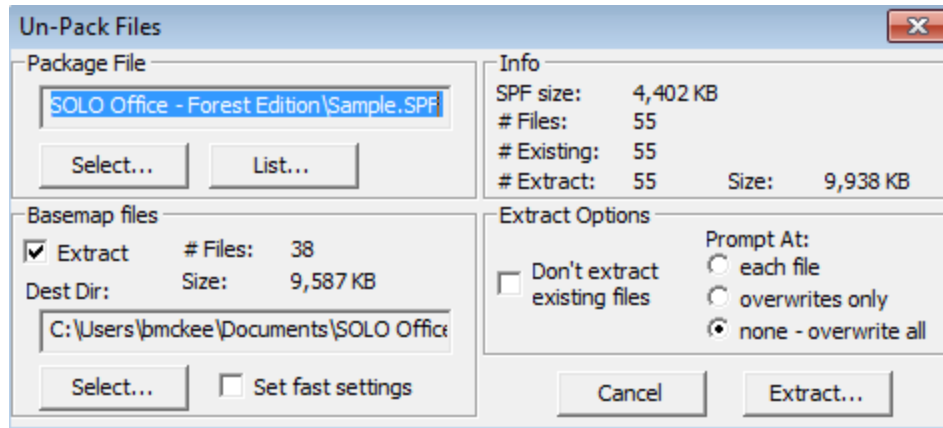 Un-Pack Files
Package File
SOLO Office - Forest Edition\Sample.SPF
Select...
List...
Info
SPF size: 4,402 KB
# Files: 55
# Existing: 55
# Extract: 55 Size: 9,938 KB
Basemap files
Extract # Files: 38
Size: 9,587 KB
Dest Dir:
C:\Users\bmckee\Documents\SOLO Office
Select...
Set fast settings
Extract Options
Don't extract
existing files
Prompt At:
each file
overwrites only
none - overwrite all
Cancel
Extract...